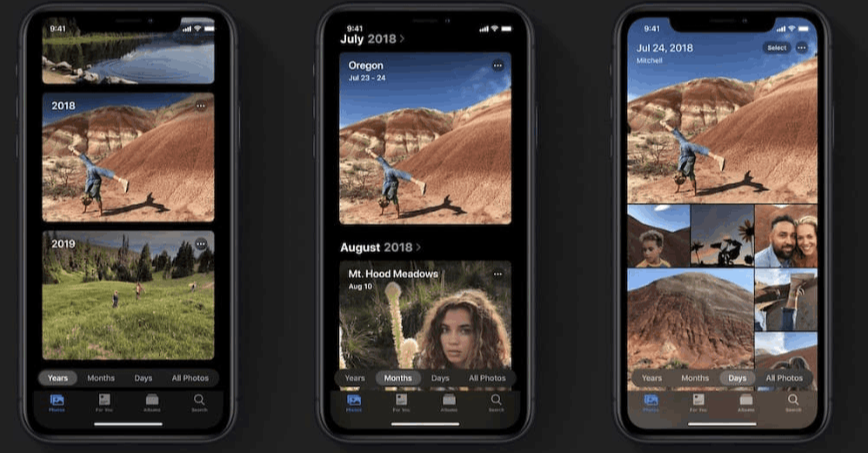 9:41
2018
2019
Years Months Days All Photos
Photos For You Albums Search
9:41
July 2018 >
Oregon
Jul 23 - 24
August 2018 >
Mt. Hood Meadows
Aug 10
Years Months Days All Photos
Photos For You Albums Search
9:41
Jul 24, 2018
Select
Mitchell
Years Months Days All Photos
Photos For You Albums Search